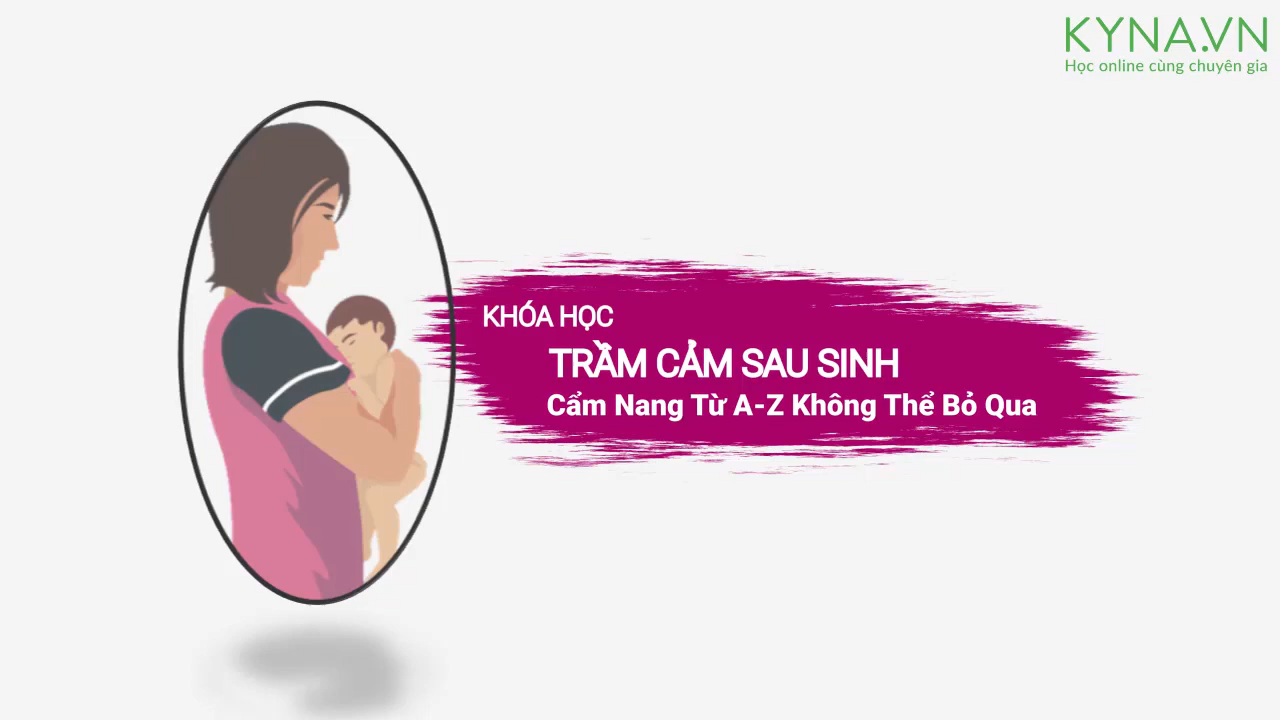 KYNA.VN
Học online cùng chuyên gia
KHÓA HỌC
TRẦM CẢM SAU SINH
Cẩm Nang Từ A-Z Không Thể Bỏ Qua